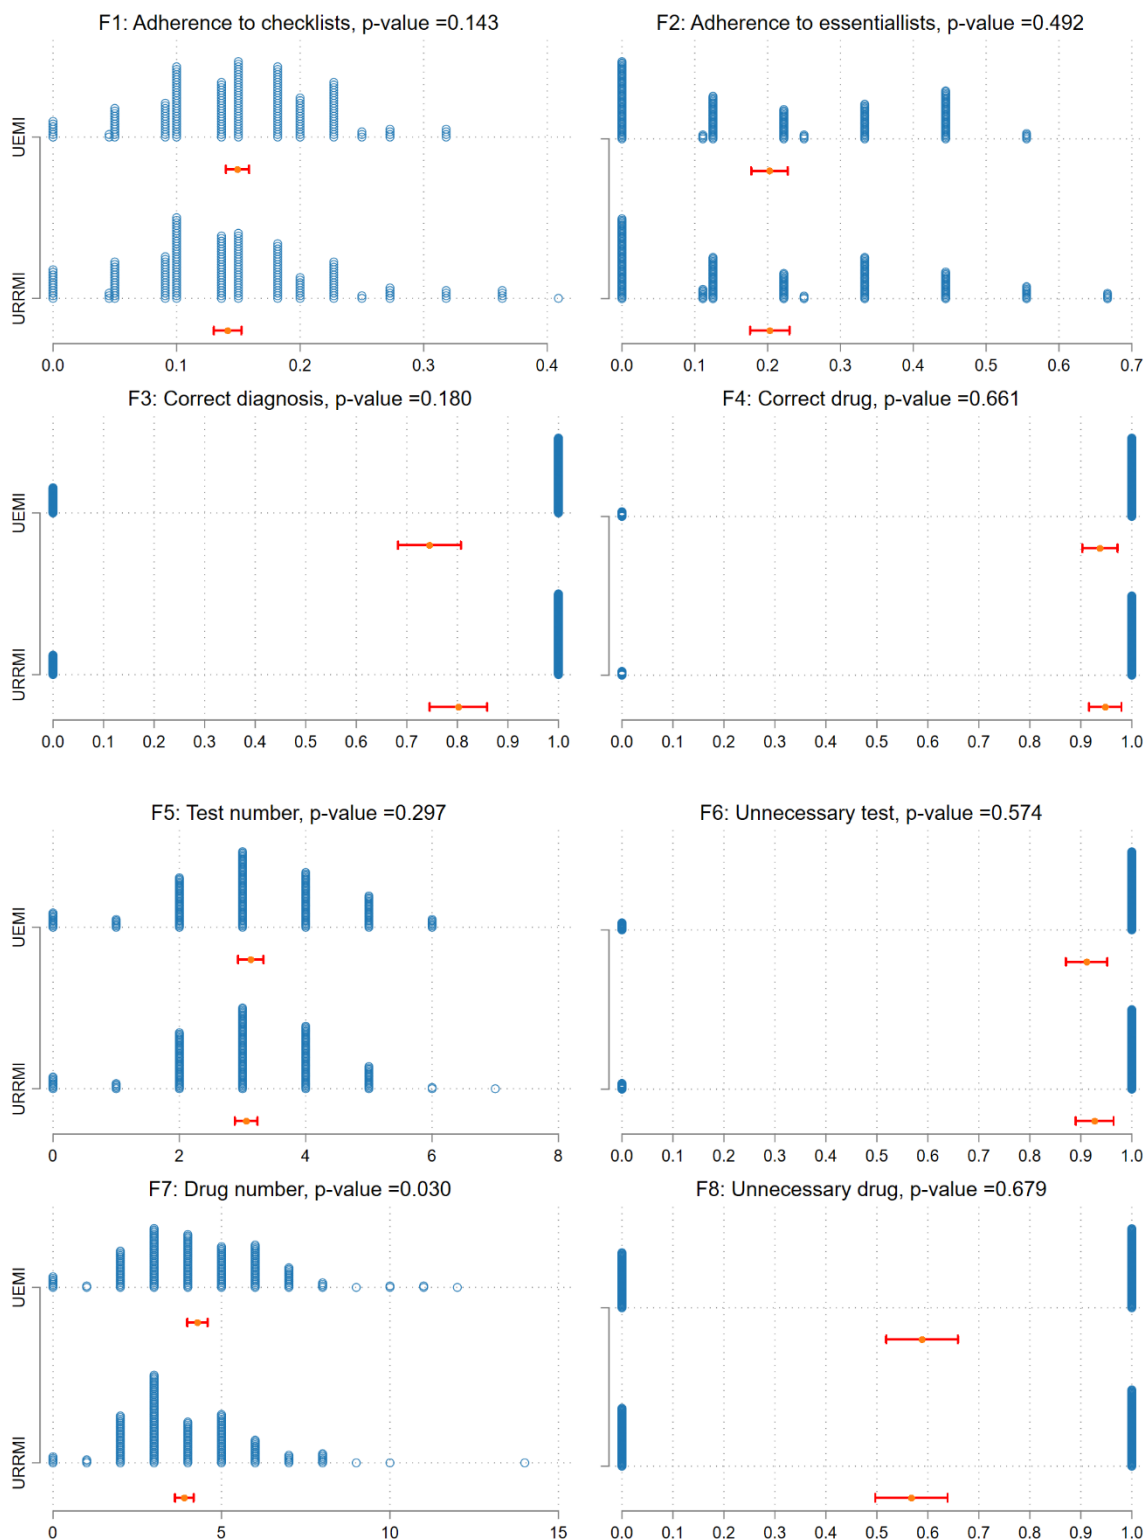 F1: Adherence to checklists, p-value =0.143
UEMI
URRMI
0.0 0.1 0.2 0.3 0.4
F2: Adherence to essentiallists, p-value =0.492
UEMI
URRMI
0.0 0.1 0.2 0.3 0.4 0.5 0.6 0.7
F3: Correct diagnosis, p-value =0.180
UEMI
URRMI
0.0 0.1 0.2 0.3 0.4 0.5 0.6 0.7 0.8 0.9 1.0
F4: Correct drug, p-value =0.661
0.0 0.1 0.2 0.3 0.4 0.5 0.6 0.7 0.8 0.9 1.0
F5: Test number, p-value =0.297
UEMI
URRMI
0 2 4 6 8
F6: Unnecessary test, p-value =0.574
0.0 0.1 0.2 0.3 0.4 0.5 0.6 0.7 0.8 0.9 1.0
F7: Drug number, p-value =0.030
UEMI
URRMI
0 5 10 15
F8: Unnecessary drug, p-value =0.679
0.0 0.1 0.2 0.3 0.4 0.5 0.6 0.7 0.8 0.9 1.0